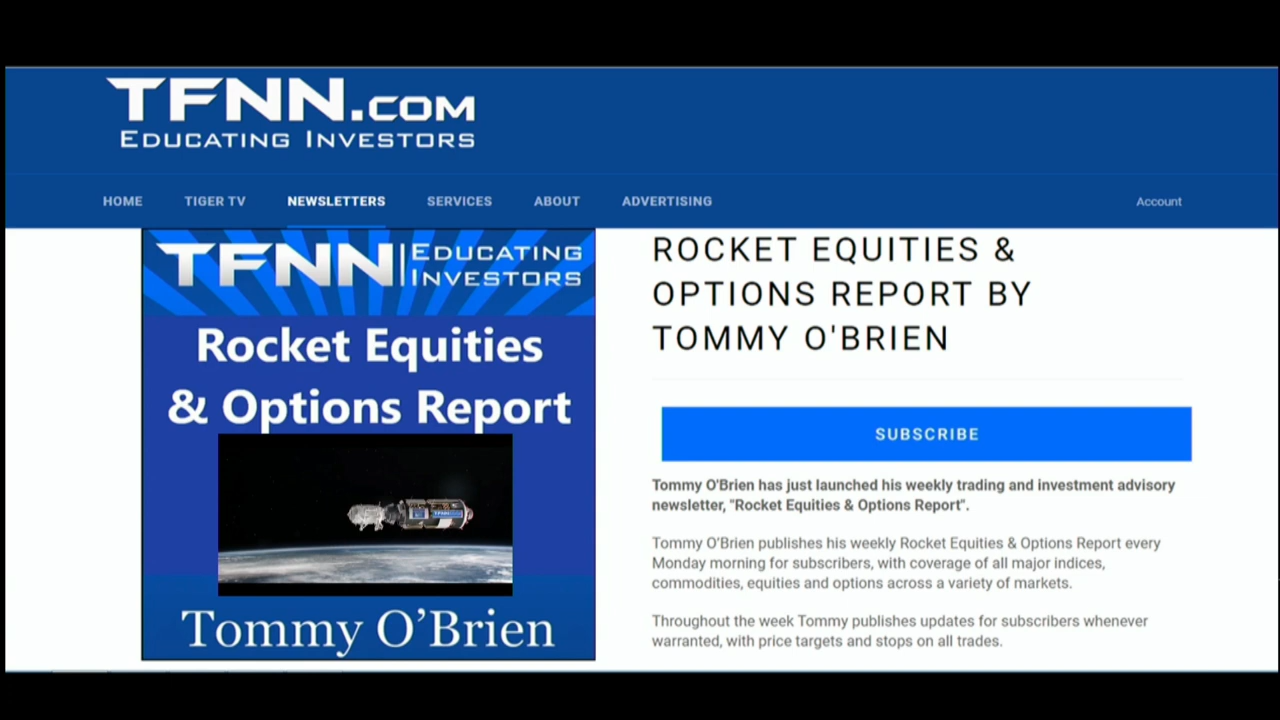 TFNN.COM
EDUCATING INVESTORS
HOME TIGER TV NEWSLETTERS SERVICES ABOUT ADVERTISING Account
TFNN EDUCATING
INVESTORS
Rocket Equities
& Options Report
Tommy O'Brien
ROCKET EQUITIES &
OPTIONS REPORT BY
TOMMY O'BRIEN
SUBSCRIBE
Tommy O'Brien has just launched his weekly trading and investment advisory
newsletter, "Rocket Equities & Options Report".
Tommy O'Brien publishes his weekly Rocket Equities & Options Report every
Monday morning for subscribers, with coverage of all major indices,
commodities, equities and options across a variety of markets.
Throughout the week Tommy publishes updates for subscribers whenever
warranted, with price targets and stops on all trades.